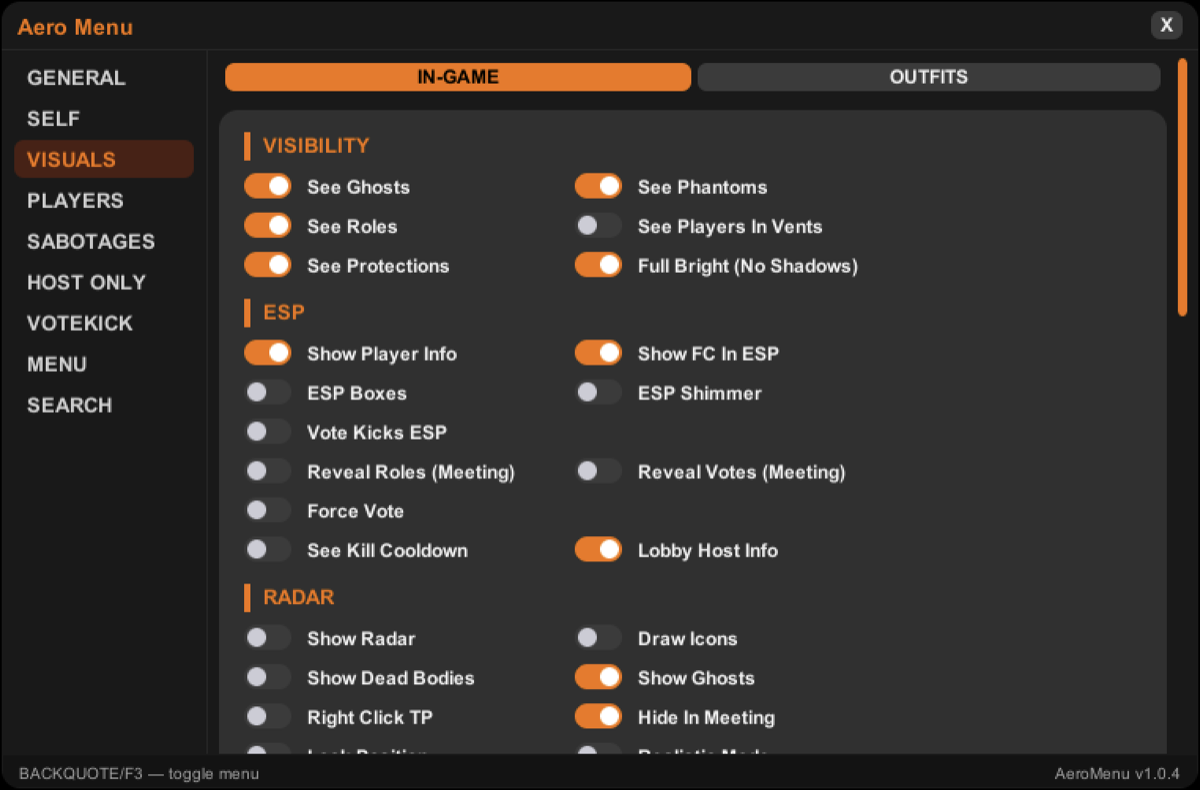 Aero Menu
X
GENERAL
SELF
VISUALS
PLAYERS
SABOTAGES
HOST ONLY
VOTEKICK
MENU
SEARCH
IN-GAME
OUTFITS
VISIBILITY
See Ghosts
See Phantoms
See Roles
See Players In Vents
See Protections
Full Bright (No Shadows)
ESP
Show Player Info
Show FC In ESP
ESP Boxes
ESP Shimmer
Vote Kicks ESP
Reveal Roles (Meeting)
Reveal Votes (Meeting)
Force Vote
See Kill Cooldown
Lobby Host Info
RADAR
Show Radar
Draw Icons
Show Dead Bodies
Show Ghosts
Right Click TP
Hide In Meeting
Lock Position
Realistic Mode
BACKQUOTE/F3 — toggle menu
AeroMenu v1.0.4